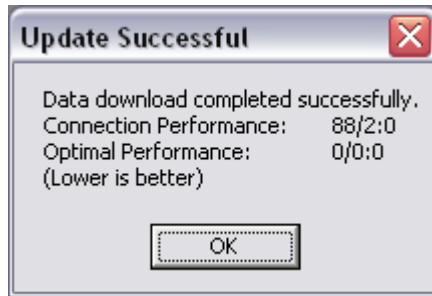 Update Successful
Data download completed successfully.
Connection Performance: 88/2:0
Optimal Performance: 0/0:0
(Lower is better)
OK